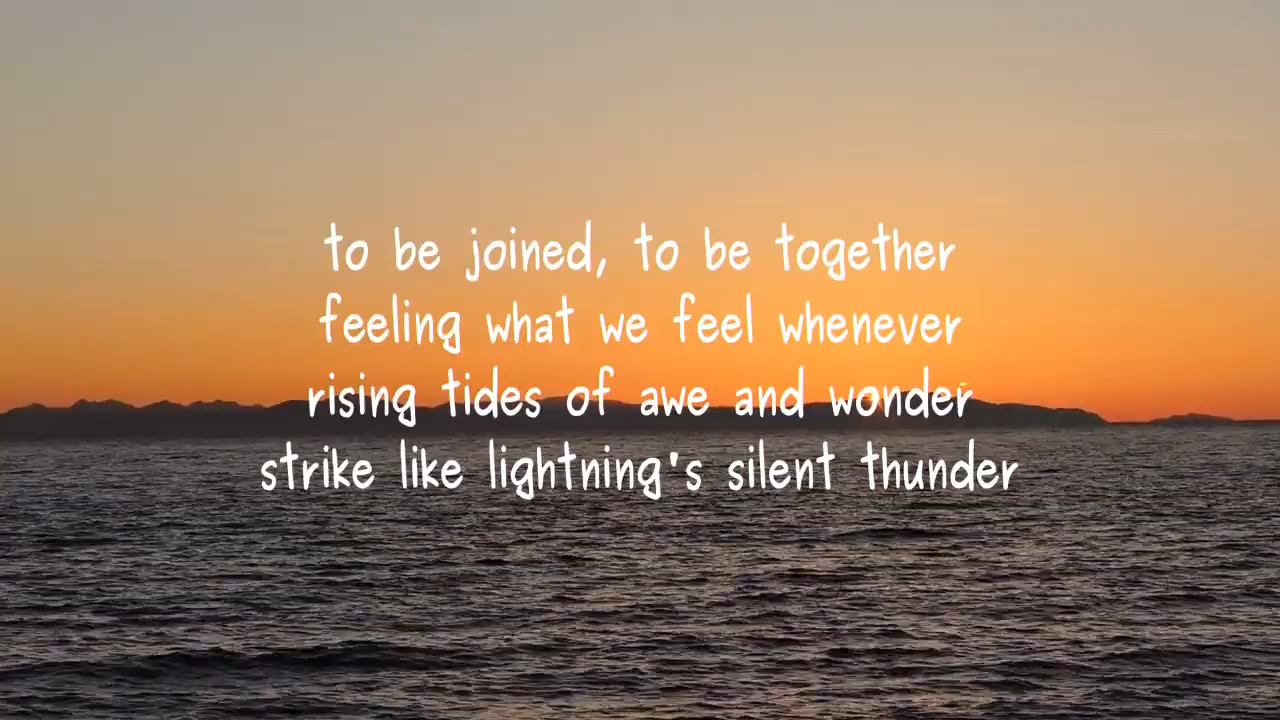 to be joined, to be together
feeling what we feel whenever
rising tides of awe and wonder
strike like lightning's silent thunder